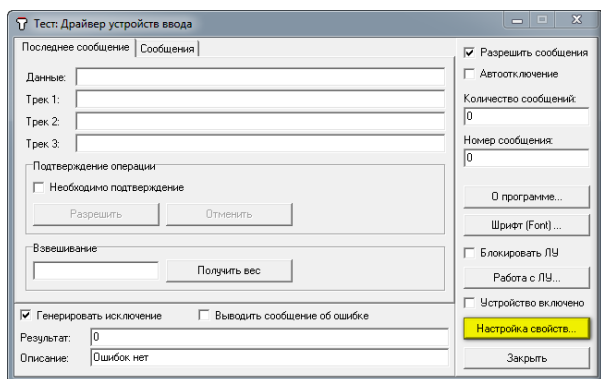 Тест: Драйвер устройств ввода
Последнее сообщение Сообщения
Данные:
Трек 1:
Трек 2:
Трек 3:
Подтверждение операции
Необходимо подтверждение
Разрешить Отменить
Взвешивание
Получить вес
Генерировать исключение Выводить сообщение об ошибке
Результат: 0
Описание: Ошибок нет
Разрешить сообщения
Автоотключение
Количество сообщений:
0
Номер сообщения:
0
О программе...
Шрифт (Font) ...
Блокировать ЛУ
Работа с ЛУ...
Устройство включено
Настройка свойств...
Закрыть